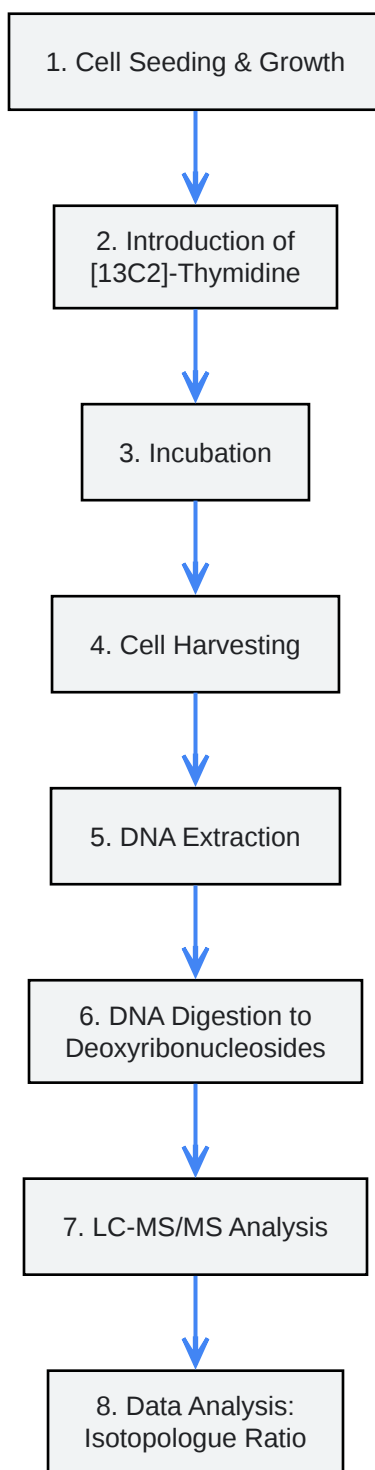 1. Cell Seeding & Growth
2. Introduction of
[13C2]-Thymidine
3. Incubation
4. Cell Harvesting
5. DNA Extraction
6. DNA Digestion to
Deoxyribonucleosides
7. LC-MS/MS Analysis
8. Data Analysis:
Isotopologue Ratio